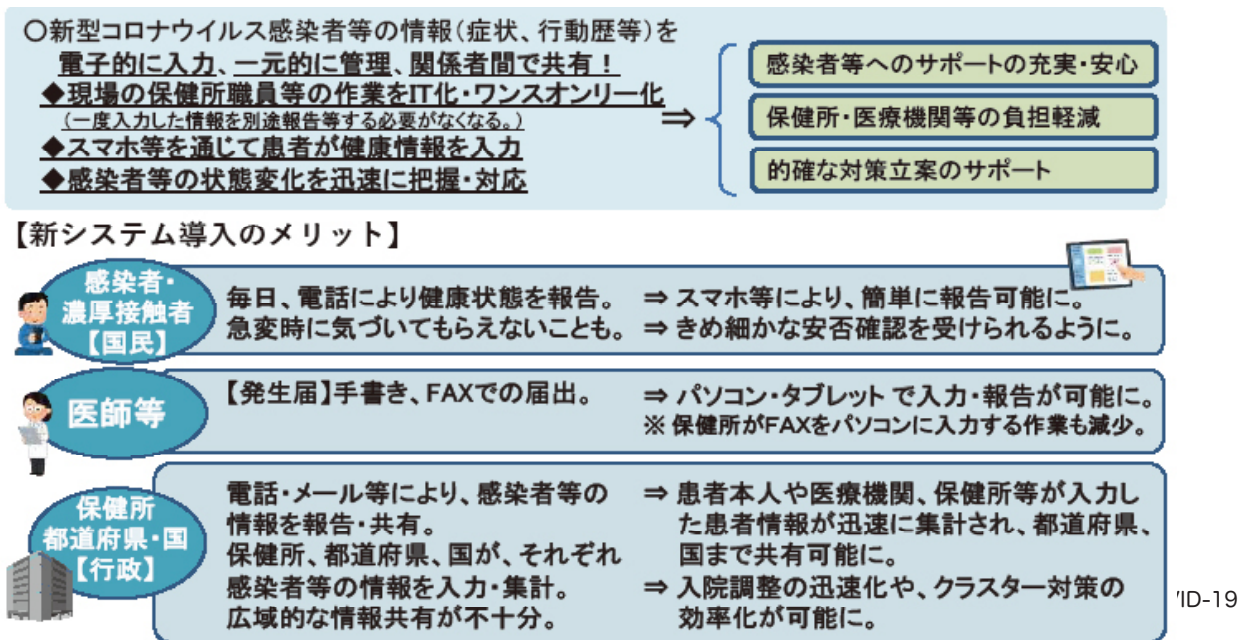 〇新型コロナウイルス感染者等の情報(症状、行動歴等)を
電子的に入力、一元的に管理、関係者間で共有！
◆現場の保健所職員等の作業をIT化・ワンスオンリー化
(一度入力した情報を別途報告等する必要がなくなる。)
◆スマホ等を通じて患者が健康情報を入力
◆感染者等の状態変化を迅速に把握・対応
⇒
感染者等へのサポートの充実・安心
保健所・医療機関等の負担軽減
的確な対策立案のサポート
【新システム導入のメリット】
感染者・
濃厚接触者
【国民】
毎日、電話により健康状態を報告。
急変時に気づいてもらえないことも。
⇒ スマホ等により、簡単に報告可能に。
⇒ きめ細かな安否確認を受けられるように。
医師等
【発生届】手書き、FAXでの届出。
⇒ パソコン・タブレット で入力・報告が可能に。
※ 保健所がFAXをパソコンに入力する作業も減少。
保健所
都道府県・国
【行政】
電話・メール等により、感染者等の
情報を報告・共有。
保健所、都道府県、国が、それぞれ
感染者等の情報を入力・集計。
広域的な情報共有が不十分。
⇒ 患者本人や医療機関、保健所等が入力し
た患者情報が迅速に集計され、都道府県、
国まで共有可能に。
⇒ 入院調整の迅速化や、クラスター対策の
効率化が可能に。
ID-19